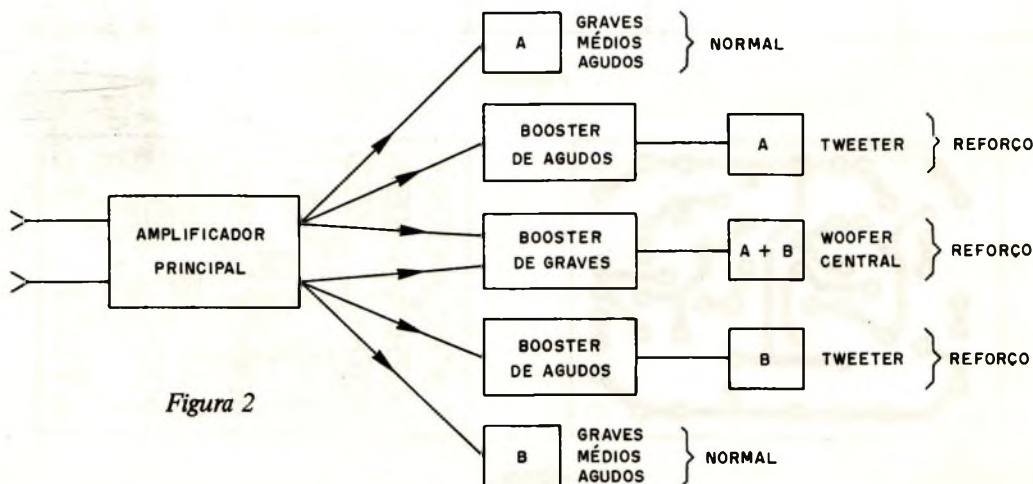 A
GRAVES
MÉDIOS
AGUDOS
NORMAL
BOOSTER
DE AGUDOS
A
TWEETER
REFORÇO
AMPLIFICADOR
PRINCIPAL
BOOSTER
DE GRAVES
A + B
WOOFER
CENTRAL
REFORÇO
BOOSTER
DE AGUDOS
B
TWEETER
REFORÇO
Figura 2
B
GRAVES
MÉDIOS
AGUDOS
NORMAL